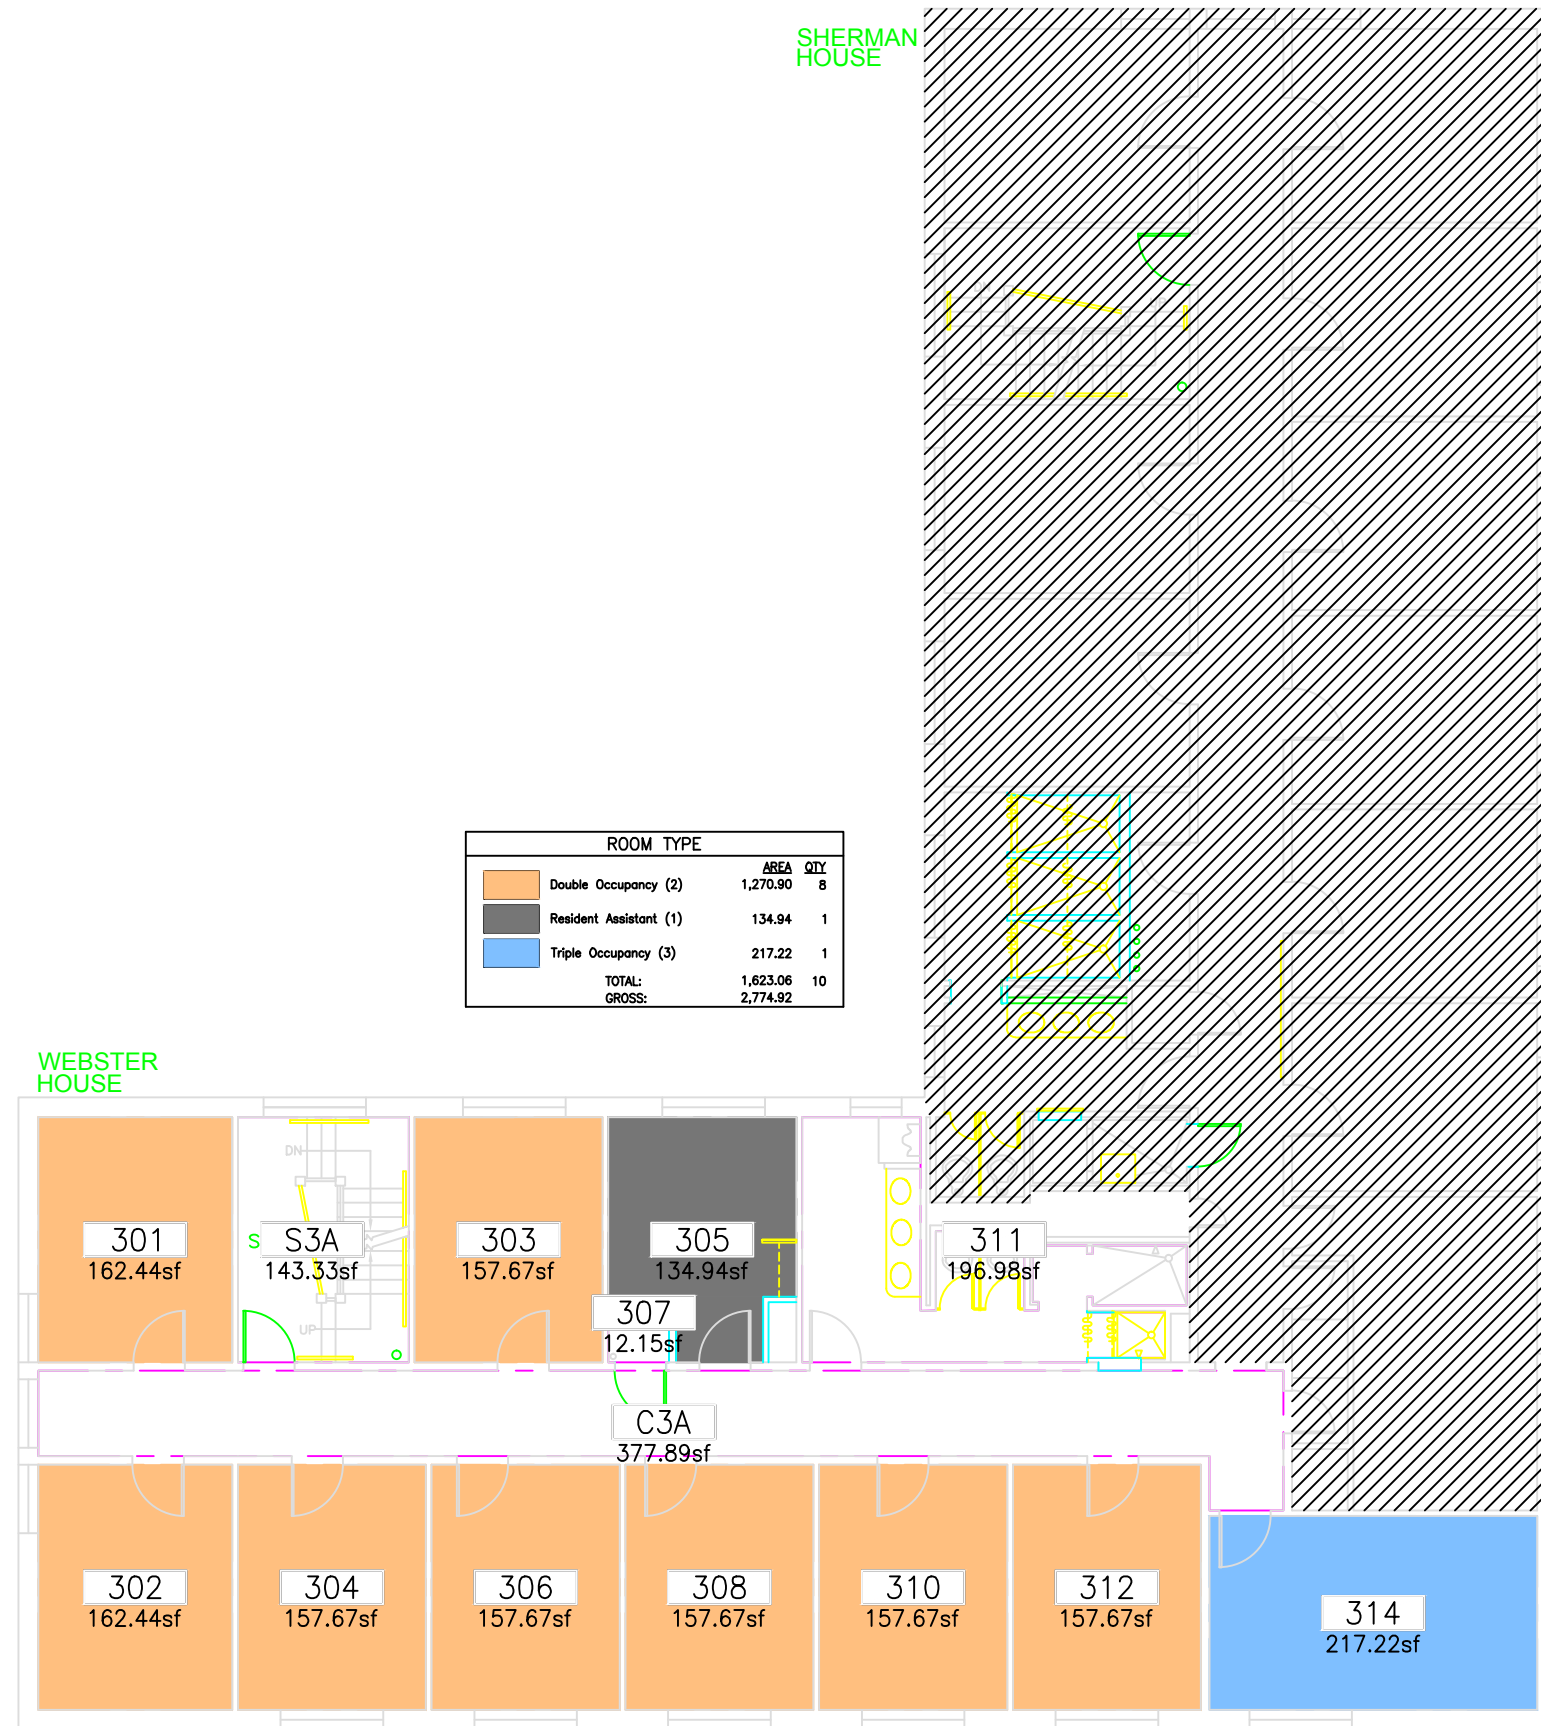 SHERMAN
HOUSE
DN
UP
ROOM TYPE
AREA QTY
Double Occupancy (2) 1,270.90 8
Resident Assistant (1) 134.94 1
Triple Occupancy (3) 217.22 1
TOTAL: 1,623.06 10
GROSS: 2,774.92
WEBSTER
HOUSE
DN
301
162.44sf
S
S3A
143.33sf
303
157.67sf
305
134.94sf
311
196.98sf
307
12.15sf
UP
C3A
377.89sf
302
162.44sf
304
157.67sf
306
157.67sf
308
157.67sf
310
157.67sf
312
157.67sf
314
217.22sf